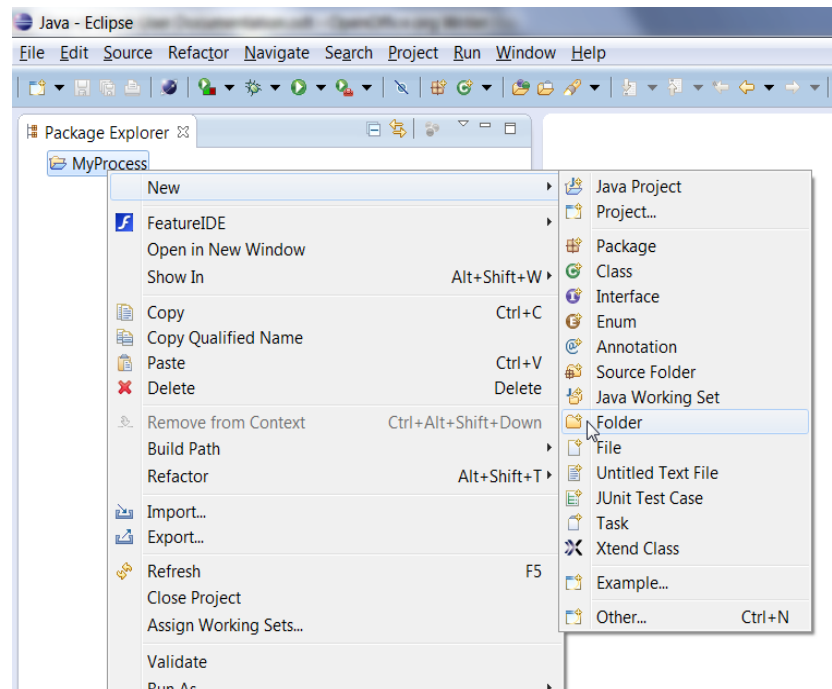 Java - Eclipse
File Edit Source Refactor Navigate Search Project Run Window Help
Package Explorer
MyProcess
New
FeatureIDE
Open in New Window
Show In Alt+Shift+W
Copy Ctrl+C
Copy Qualified Name
Paste Ctrl+V
Delete Delete
Remove from Context Ctrl+Alt+Shift+Down
Build Path
Refactor Alt+Shift+T
Import...
Export...
Refresh F5
Close Project
Assign Working Sets...
Validate
Run As
Java Project
Project...
Package
Class
Interface
Enum
Annotation
Source Folder
Java Working Set
Folder
File
Untitled Text File
JUnit Test Case
Task
Xtend Class
Example...
Other... Ctrl+N